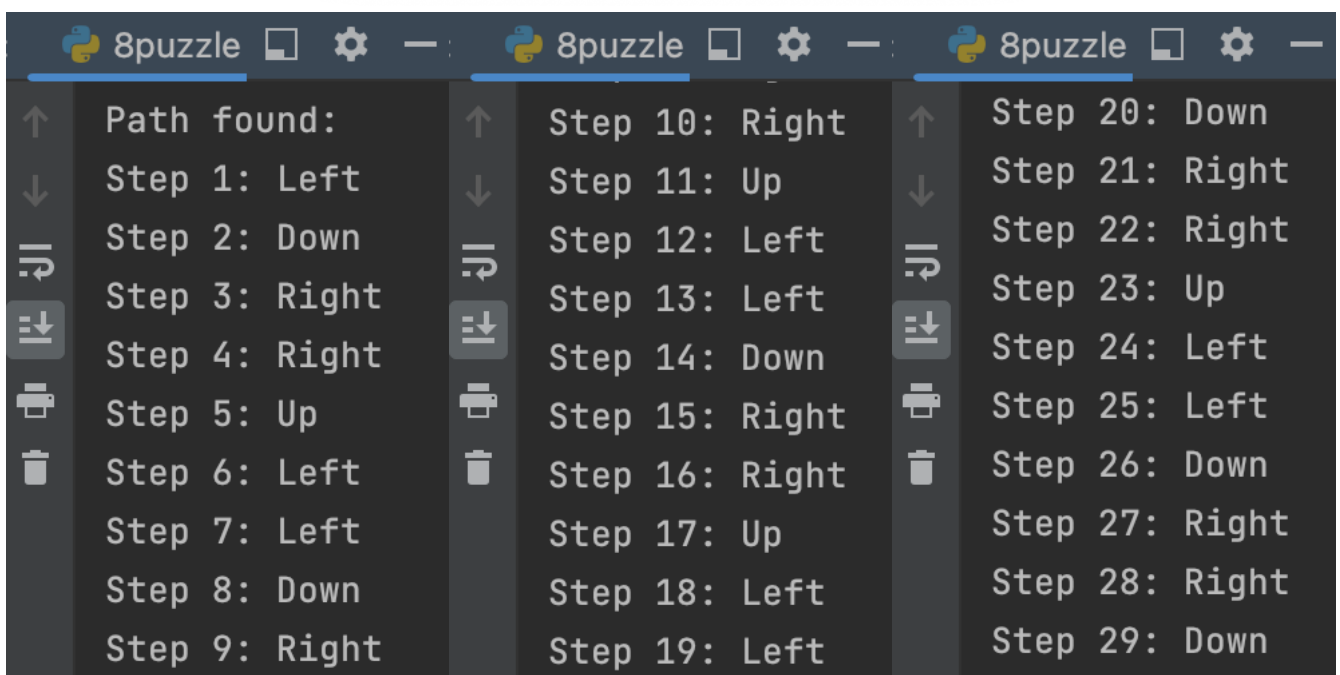 8puzzle
Path found:
Step 1: Left
Step 2: Down
Step 3: Right
Step 4: Right
Step 5: Up
Step 6: Left
Step 7: Left
Step 8: Down
Step 9: Right
8puzzle
Step 10: Right
Step 11: Up
Step 12: Left
Step 13: Left
Step 14: Down
Step 15: Right
Step 16: Right
Step 17: Up
Step 18: Left
Step 19: Left
8puzzle
Step 20: Down
Step 21: Right
Step 22: Right
Step 23: Up
Step 24: Left
Step 25: Left
Step 26: Down
Step 27: Right
Step 28: Right
Step 29: Down